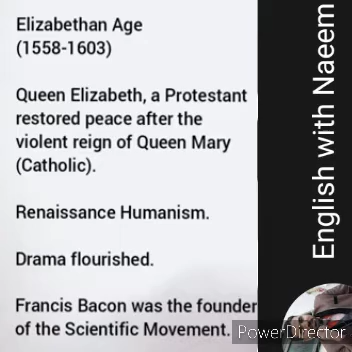 Elizabethan Age
(1558-1603)
Queen Elizabeth, a Protestant
restored peace after the
violent reign of Queen Mary
(Catholic).
Renaissance Humanism.
Drama flourished.
Francis Bacon was the founder
of the Scientific Movement.
English with Naeem
PowerDirector